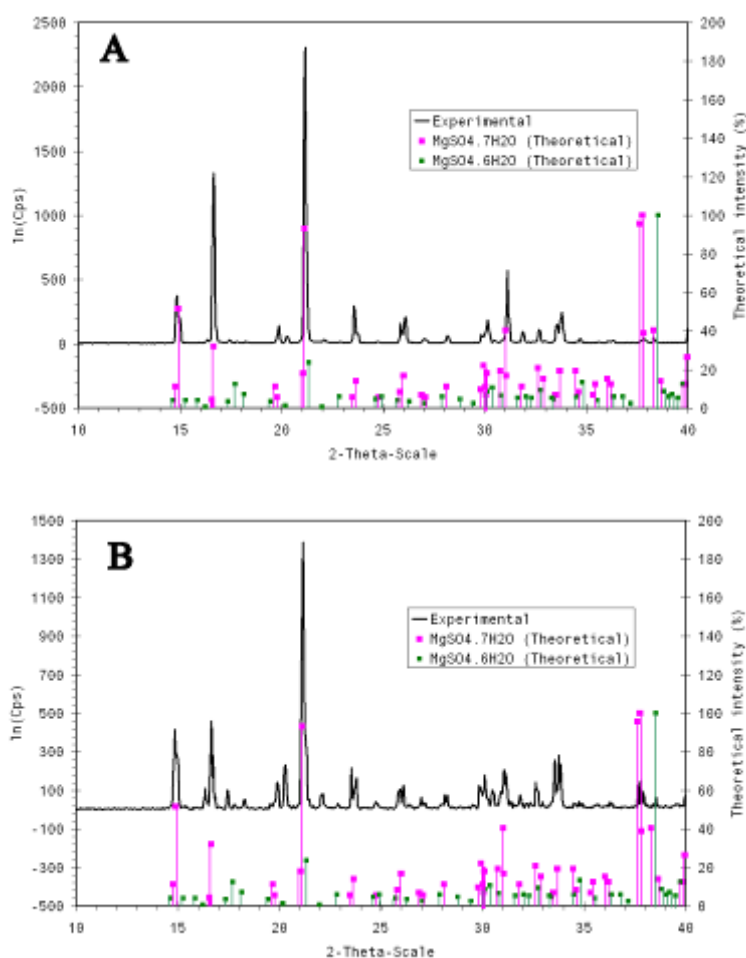 A
2500
2000
1500
1000
500
0
-500
200
180
160
140
120
100
80
60
40
20
0
ln(Cps)
Theoretical intensity (%)
Experimental
MgSO4.7H2O (Theoretical)
MgSO4.6H2O (Theoretical)
10 15 20 25 30 35 40
2-Theta-Scale
B
1500
1300
1100
900
700
500
300
100
-100
-300
-500
200
180
160
140
120
100
80
60
40
20
0
ln(Cps)
Theoretical intensity (%)
Experimental
MgSO4.7H2O (Theoretical)
MgSO4.6H2O (Theoretical)
10 15 20 25 30 35 40
2-Theta-Scale